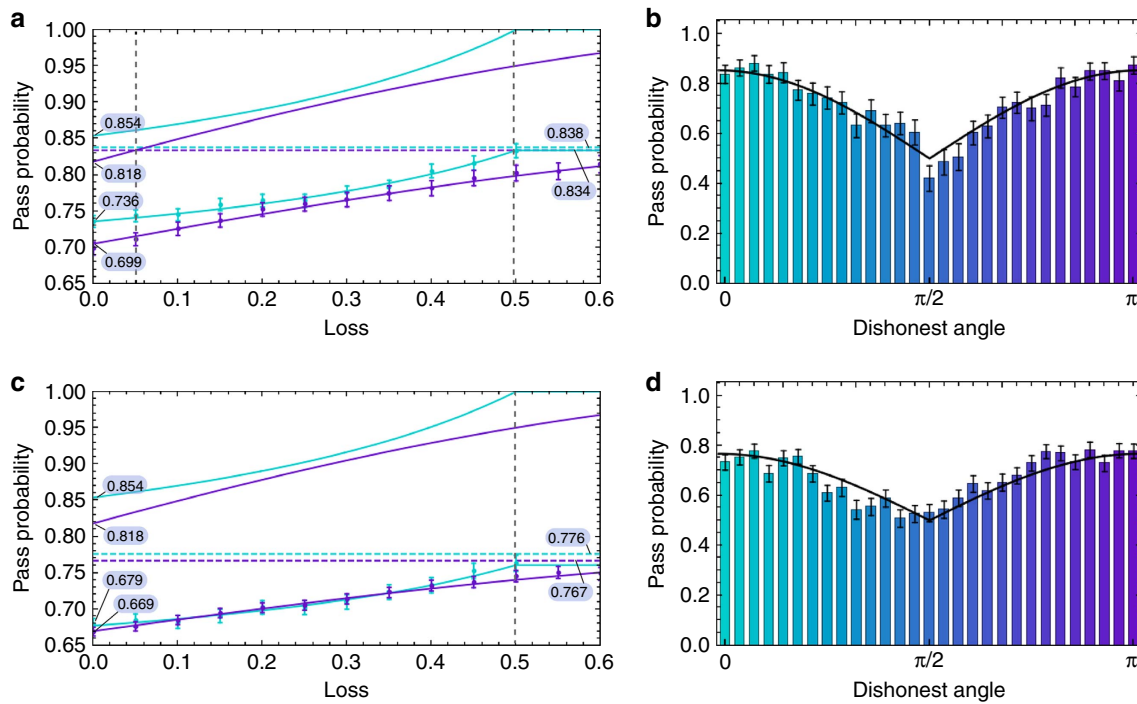 a
1.00
0.95
0.90
0.85
0.80
0.75
0.70
0.65
Pass probability
0.854
0.818
0.736
0.699
0.838
0.834
0.0 0.1 0.2 0.3 0.4 0.5 0.6
Loss
b
1.0
0.8
0.6
0.4
0.2
0.0
Pass probability
0 π/2 π
Dishonest angle
c
1.00
0.95
0.90
0.85
0.80
0.75
0.70
0.65
Pass probability
0.854
0.818
0.679
0.669
0.776
0.767
0.0 0.1 0.2 0.3 0.4 0.5 0.6
Loss
d
1.0
0.8
0.6
0.4
0.2
0.0
Pass probability
0 π/2 π
Dishonest angle